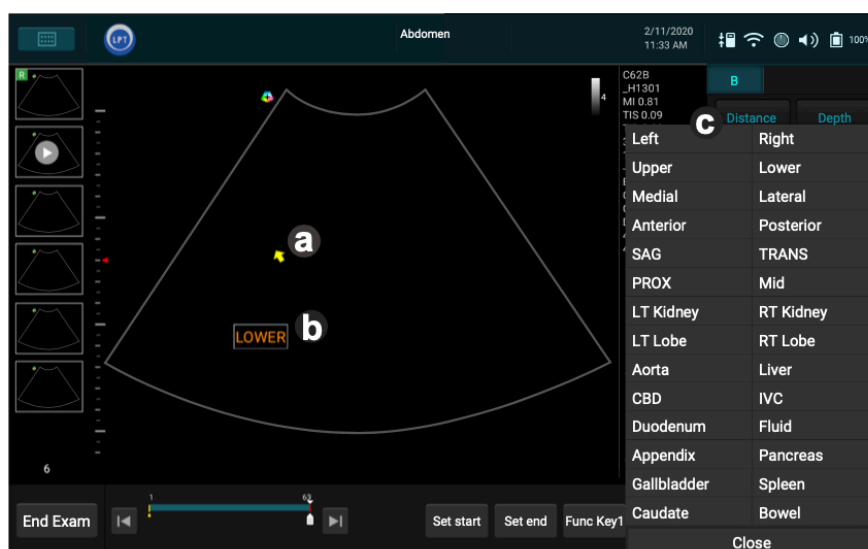 LPT
Abdomen
2/11/2020
11:33 AM
100%
R
4
C62B
_H1301
MI 0.81
TIS 0.09
B
Distance Depth
c
Left Right
Upper Lower
Medial Lateral
Anterior Posterior
SAG TRANS
PROX Mid
LT Kidney RT Kidney
LT Lobe RT Lobe
Aorta Liver
CBD IVC
Duodenum Fluid
Appendix Pancreas
Gallbladder Spleen
Caudate Bowel
Close
a
b
LOWER
6
1 63
End Exam
Set start Set end Func Key1